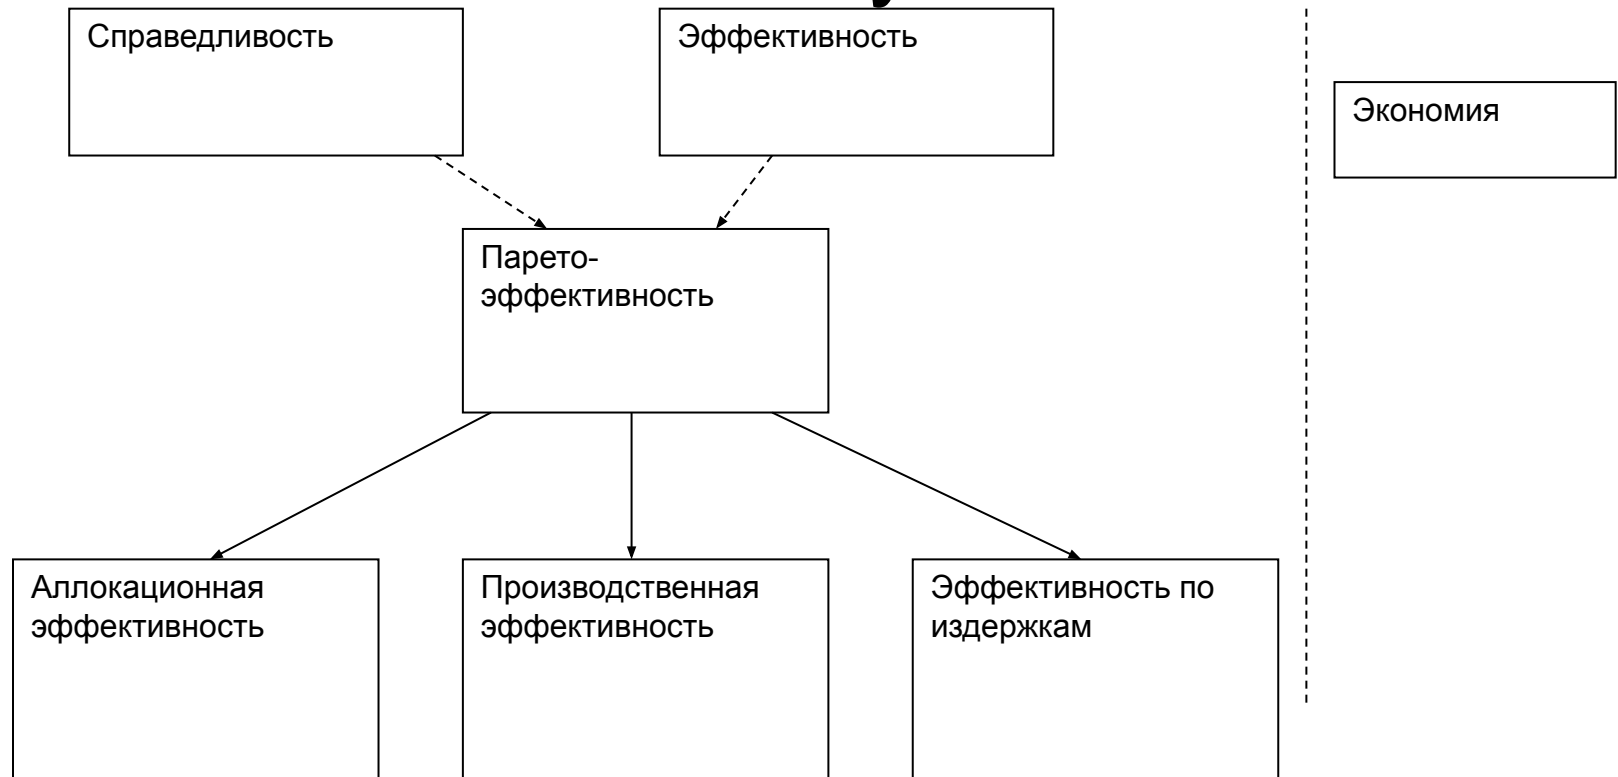 Справедливость
Эффективность
Экономия
Парето-
эффективность
Аллокационная
эффективность
Производственная
эффективность
Эффективность по
издержкам